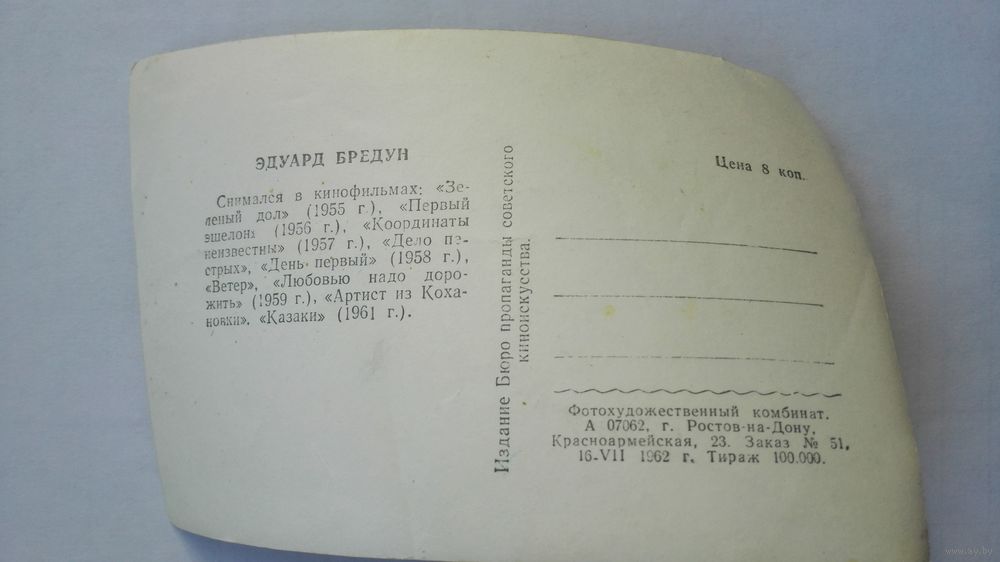 ЭДУАРД БРЕДУН
Снимался в кинофильмах: «Зе-
леный дол» (1955 г.), «Первый
эшелон» (1956 г.), «Координаты
неизвестны» (1957 г.), «Дело пе-
стрых», «День первый» (1958 г.),
«Ветер», «Любовью надо доро-
жить» (1959 г.), «Артист из Коха-
новки», «Казаки» (1961 г.).
Издание Бюро пропаганды советского
киноискусства.
Цена 8 коп.
Фотохудожественный комбинат.
А 07062, г. Ростов-на-Дону,
Красноармейская, 23. Заказ № 51,
16-VII 1962 г. Тираж 100.000.
www.ay.by